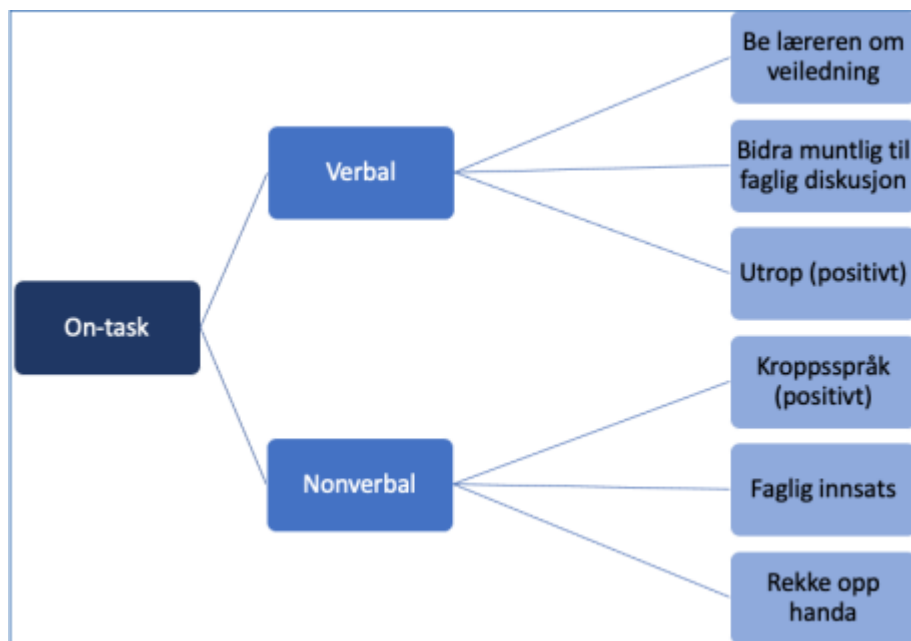 Be læreren om
veiledning
Verbal
Bidra muntlig til
faglig diskusjon
Utrop (positivt)
On-task
Kroppsspråk
(positivt)
Nonverbal
Faglig innsats
Rekke opp
handa